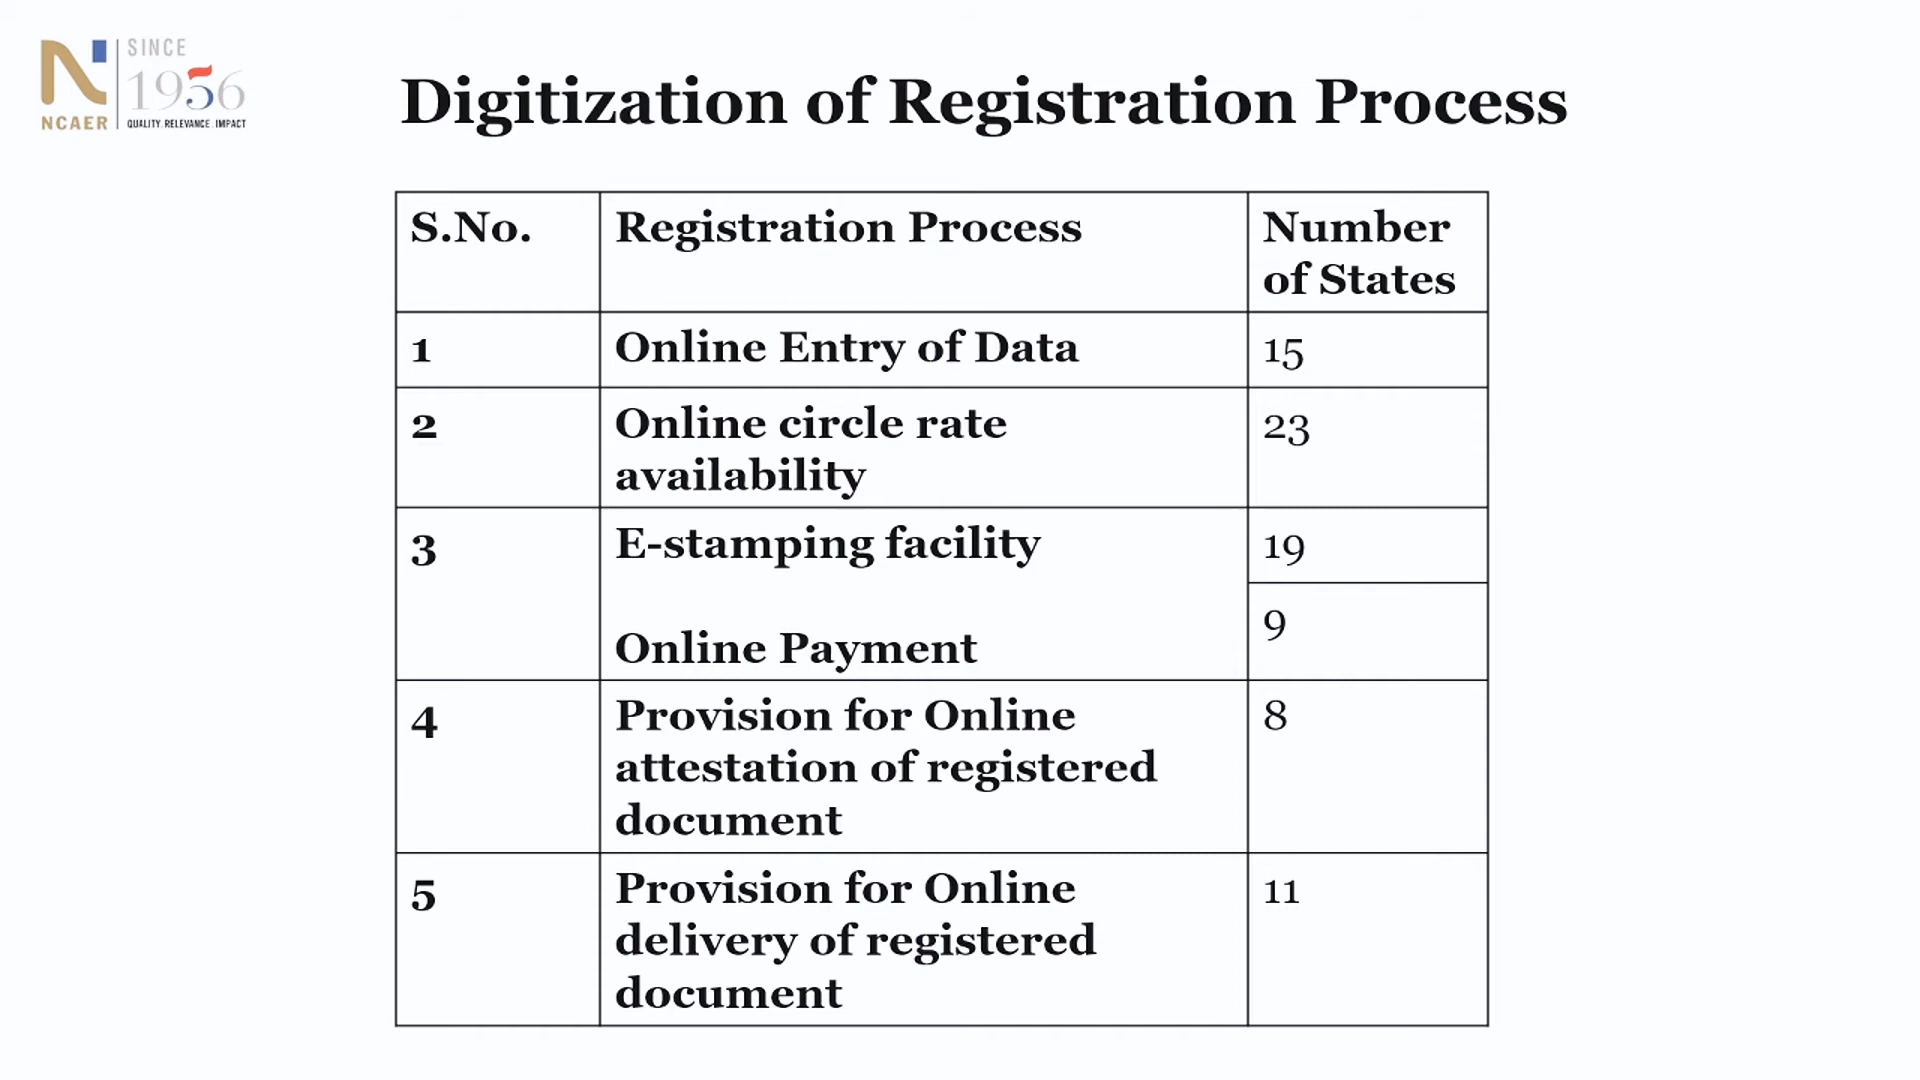 SINCE
1956
NCAER
QUALITY. RELEVANCE. IMPACT
Digitization of Registration Process
S.No.
Registration Process
Number
of States
1
Online Entry of Data
15
2
Online circle rate
availability
23
3
E-stamping facility
19
Online Payment
9
4
Provision for Online
attestation of registered
document
8
5
Provision for Online
delivery of registered
document
11